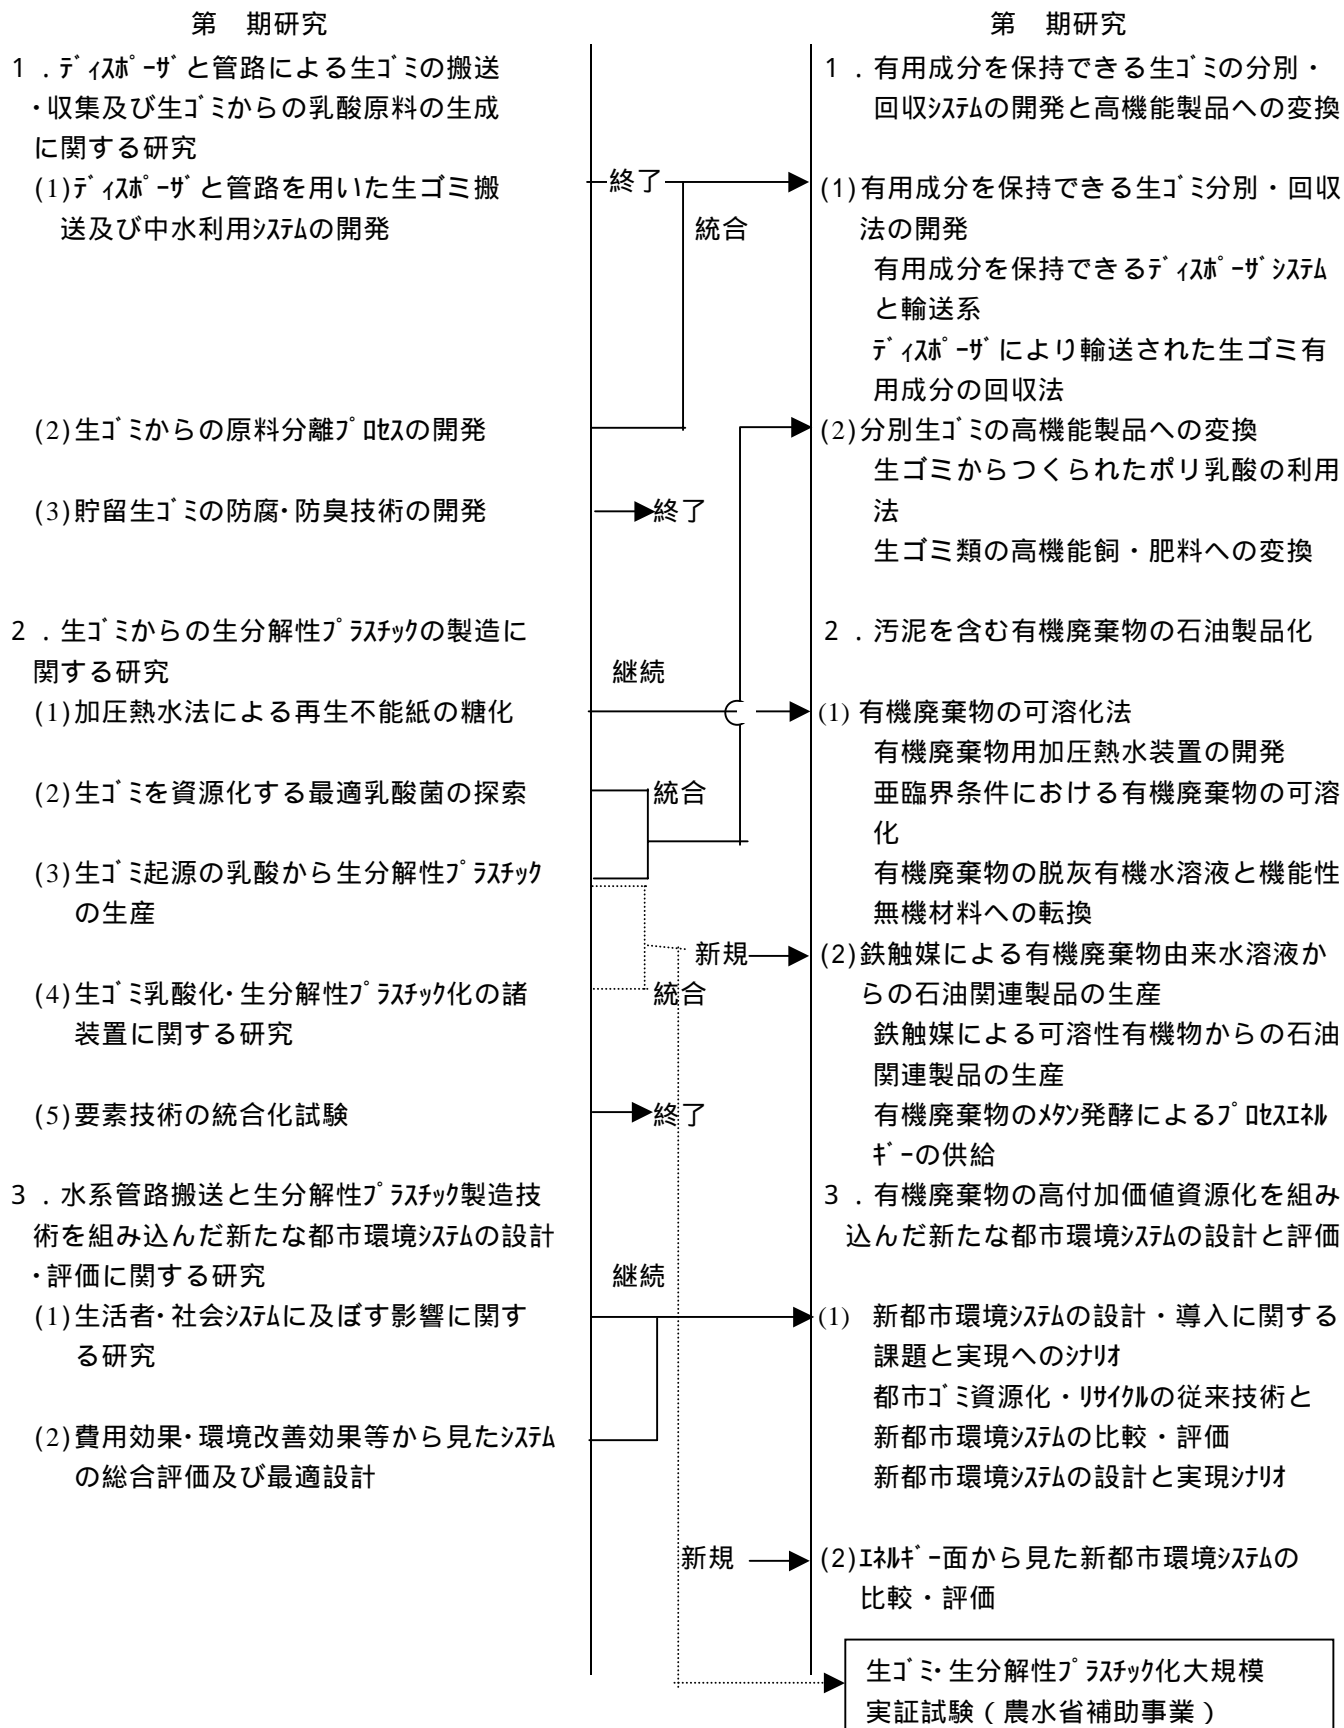 第　期研究
1．ディスポーザと管路による生ゴミの搬送
・収集及び生ゴミからの乳酸原料の生成
に関する研究
(1)ディスポーザと管路を用いた生ゴミ搬
送及び中水利用システムの開発
(2)生ゴミからの原料分離プロセスの開発
(3)貯留生ゴミの防腐・防臭技術の開発
2．生ゴミからの生分解性プラスチックの製造に
関する研究
(1)加圧熱水法による再生不能紙の糖化
(2)生ゴミを資源化する最適乳酸菌の探索
(3)生ゴミ起源の乳酸から生分解性プラスチック
の生産
(4)生ゴミ乳酸化・生分解性プラスチック化の諸
装置に関する研究
(5)要素技術の統合化試験
3．水系管路搬送と生分解性プラスチック製造技
術を組み込んだ新たな都市環境システムの設計
・評価に関する研究
(1)生活者・社会システムに及ぼす影響に関す
る研究
(2)費用効果・環境改善効果等から見たシステム
の総合評価及び最適設計
終了
統合
終了
継続
統合
新規
統合
終了
継続
新規
第　期研究
1．有用成分を保持できる生ゴミの分別・
回収システムの開発と高機能製品への変換
(1)有用成分を保持できる生ゴミ分別・回収
法の開発
有用成分を保持できるディスポーザシステム
と輸送系
ディスポーザにより輸送された生ゴミ有
用成分の回収法
(2)分別生ゴミの高機能製品への変換
生ゴミからつくられたポリ乳酸の利用
法
生ゴミ類の高機能飼・肥料への変換
2．汚泥を含む有機廃棄物の石油製品化
(1) 有機廃棄物の可溶化法
有機廃棄物用加圧熱水装置の開発
亜臨界条件における有機廃棄物の可溶
化
有機廃棄物の脱灰有機水溶液と機能性
無機材料への転換
(2)鉄触媒による有機廃棄物由来水溶液か
らの石油関連製品の生産
鉄触媒による可溶性有機物からの石油
関連製品の生産
有機廃棄物のメタン発酵によるプロセスエネル
ギーの供給
3．有機廃棄物の高付加価値資源化を組み
込んだ新たな都市環境システムの設計と評価
(1) 新都市環境システムの設計・導入に関する
課題と実現へのシナリオ
都市ゴミ資源化・リサイクルの従来技術と
新都市環境システムの比較・評価
新都市環境システムの設計と実現シナリオ
(2)エネルギー面から見た新都市環境システムの
比較・評価
生ゴミ・生分解性プラスチック化大規模
実証試験（農水省補助事業）